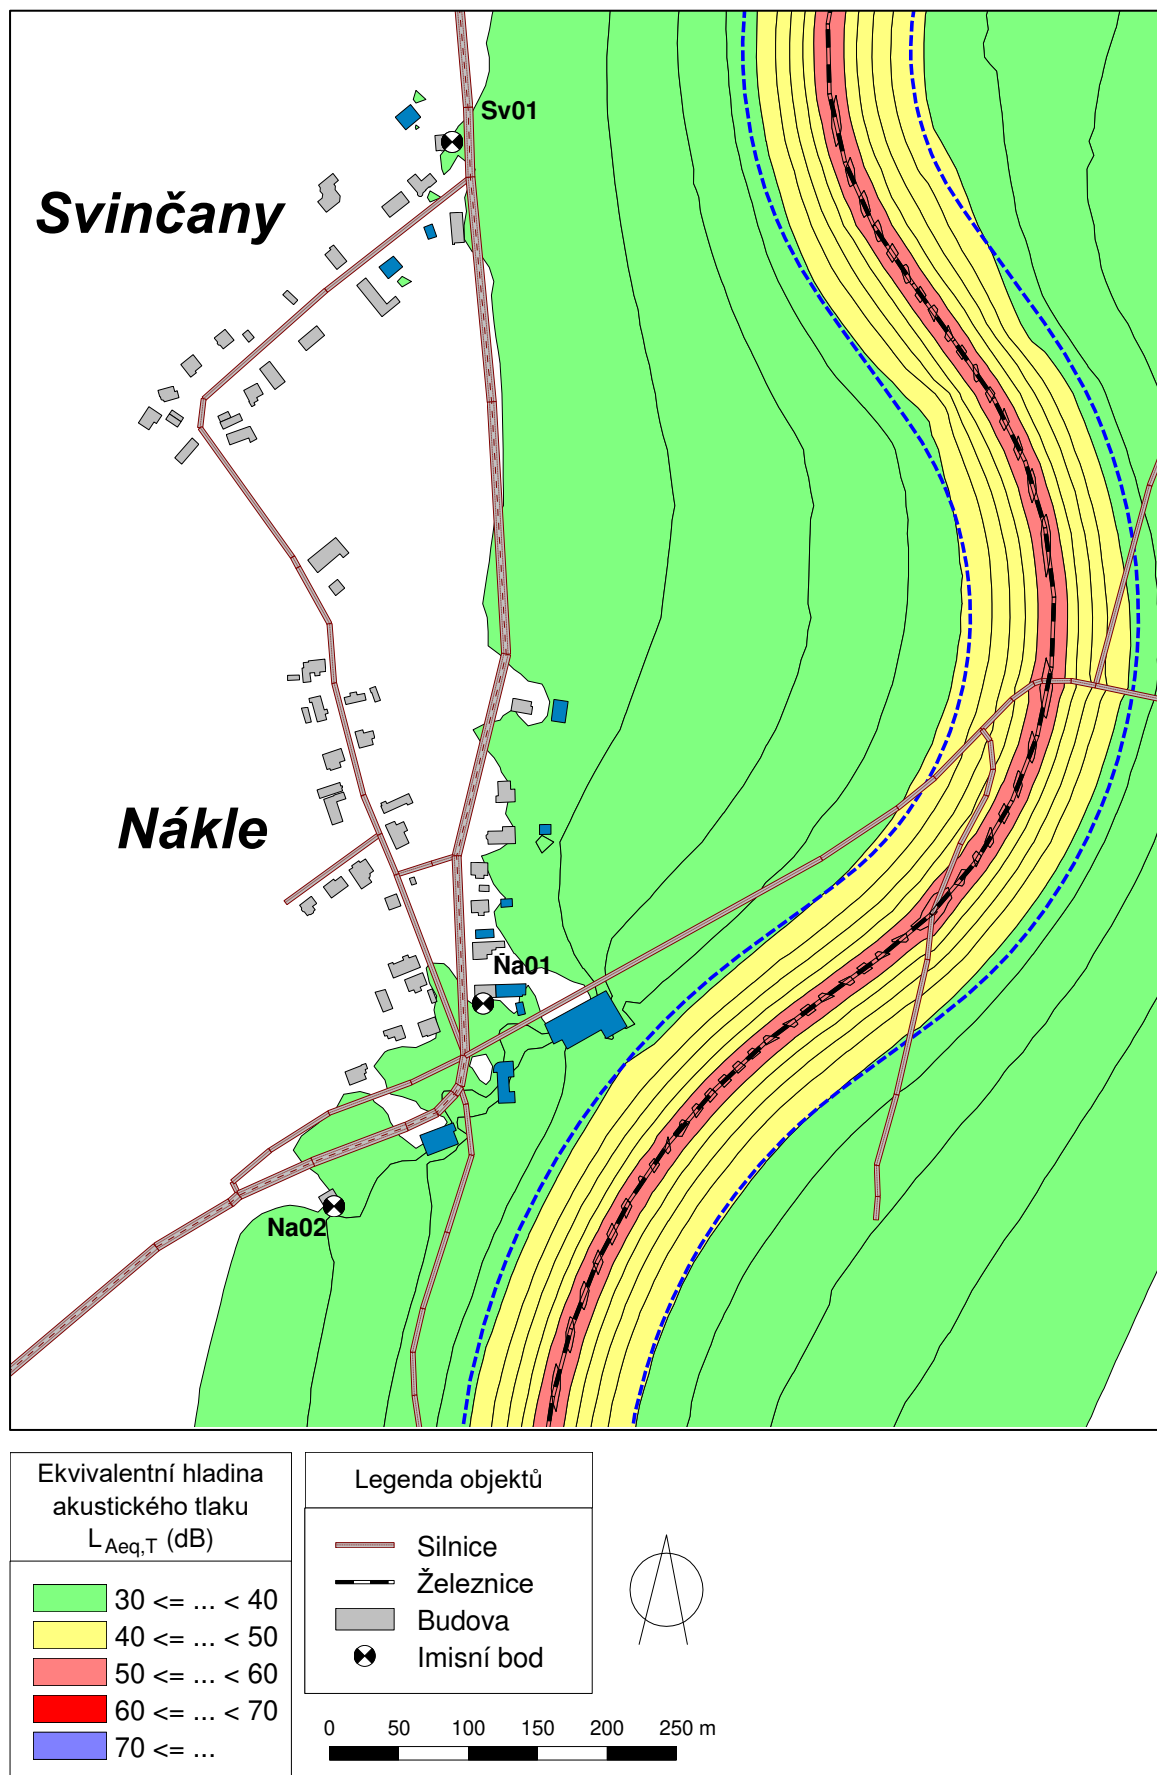 Sv01
Svinčany
Nákle
Na01
Na02
Ekvivalentní hladina
akustického tlaku
L Aeq,T (dB)
30 <= ... < 40
40 <= ... < 50
50 <= ... < 60
60 <= ... < 70
70 <= ...
Legenda objektů
Silnice
Železnice
Budova
Imisní bod
0 50 100 150 200 250 m